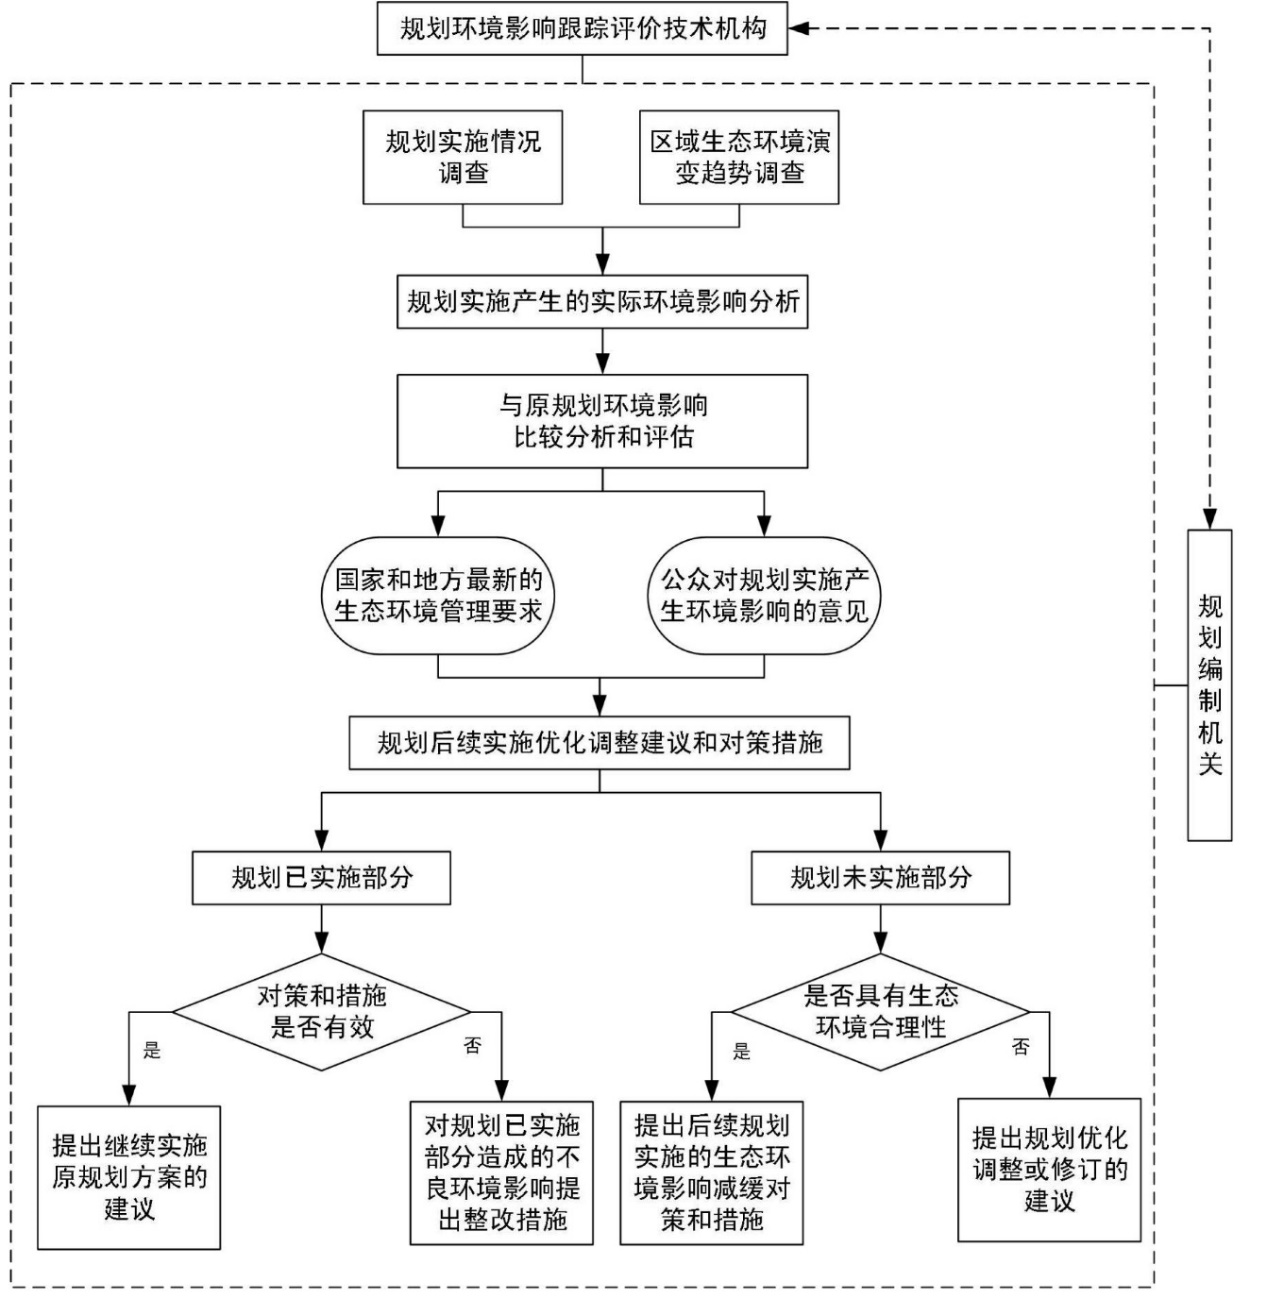 规划环境影响跟踪评价技术机构
规划实施情况
调查
区域生态环境演
变趋势调查
规划实施产生的实际环境影响分析
与原规划环境影响
比较分析和评估
国家和地方最新的
生态环境管理要求
公众对规划实施产
生环境影响的意见
规划编制机关
规划后续实施优化调整建议和对策措施
规划已实施部分
规划未实施部分
对策和措施
是否有效
是否具有生态
环境合理性
是
否
是
否
提出继续实施
原规划方案的
建议
对规划已实施
部分造成的不
良环境影响提
出整改措施
提出后续规划
实施的生态环
境影响减缓对
策和措施
提出规划优化
调整或修订的
建议